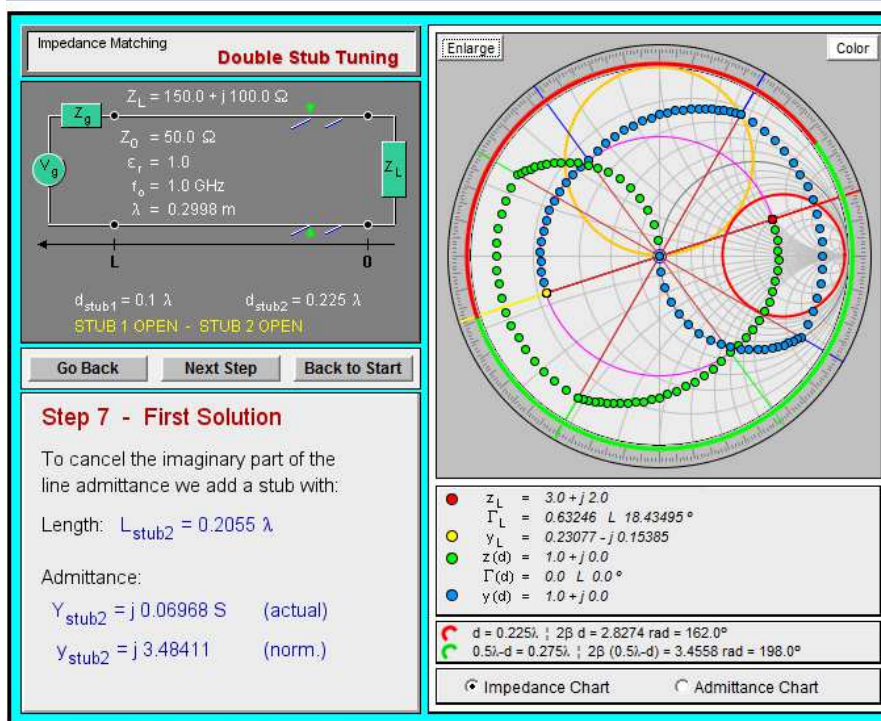 Impedance Matching
Double Stub Tuning
Z_L = 150.0 + j 100.0 Ω
Z_g
Z_0 = 50.0 Ω
ε_r = 1.0
f_o = 1.0 GHz
λ = 0.2998 m
V_g
Z_L
L
0
d_stub1 = 0.1 λ d_stub2 = 0.225 λ
STUB 1 OPEN - STUB 2 OPEN
Go Back Next Step Back to Start
Step 7 - First Solution
To cancel the imaginary part of the
line admittance we add a stub with:
Length: L_stub2 = 0.2055 λ
Admittance:
Y_stub2 = j 0.06968 S (actual)
y_stub2 = j 3.48411 (norm.)
Enlarge
Color
z_L = 3.0 + j 2.0
Γ_L = 0.63246 L 18.43495 º
y_L = 0.23077 - j 0.15385
z(d) = 1.0 + j 0.0
Γ(d) = 0.0 L 0.0 º
y(d) = 1.0 + j 0.0
d = 0.225λ ¦ 2β d = 2.8274 rad = 162.0º
0.5λ-d = 0.275λ ¦ 2β (0.5λ-d) = 3.4558 rad = 198.0º
Impedance Chart Admittance Chart